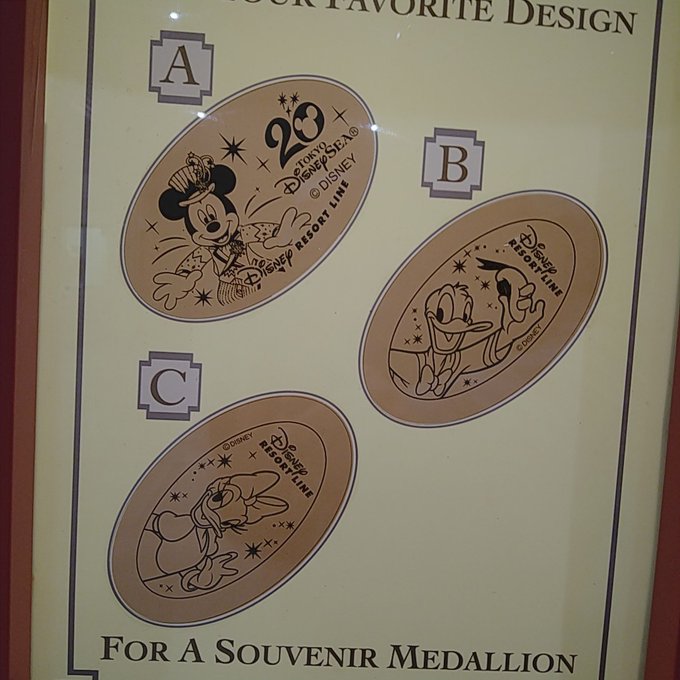 YOUR FAVORITE DESIGN
A
20
TOKYO
DISNEYSEA®
© DISNEY
DISNEY RESORT LINE
B
DISNEY
RESORT LINE
© DISNEY
C
© DISNEY
DISNEY
RESORT LINE
FOR A SOUVENIR MEDALLION